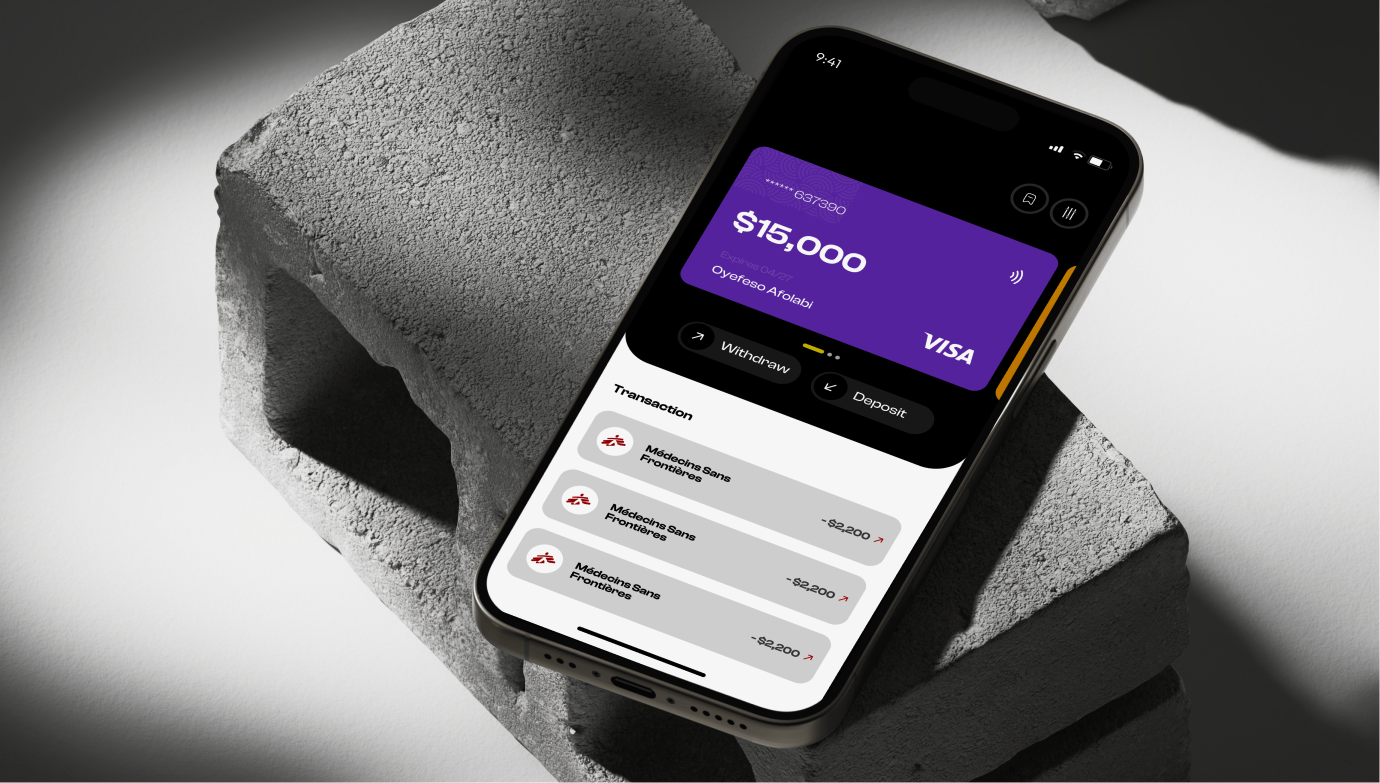 9:41
****** 637390
$15,000
Expires 04/27
Oyefeso Afolabi
VISA
Withdraw
Deposit
Transaction
Médecins Sans
Frontières
- $2,200
Médecins Sans
Frontières
- $2,200
Médecins Sans
Frontières
- $2,200